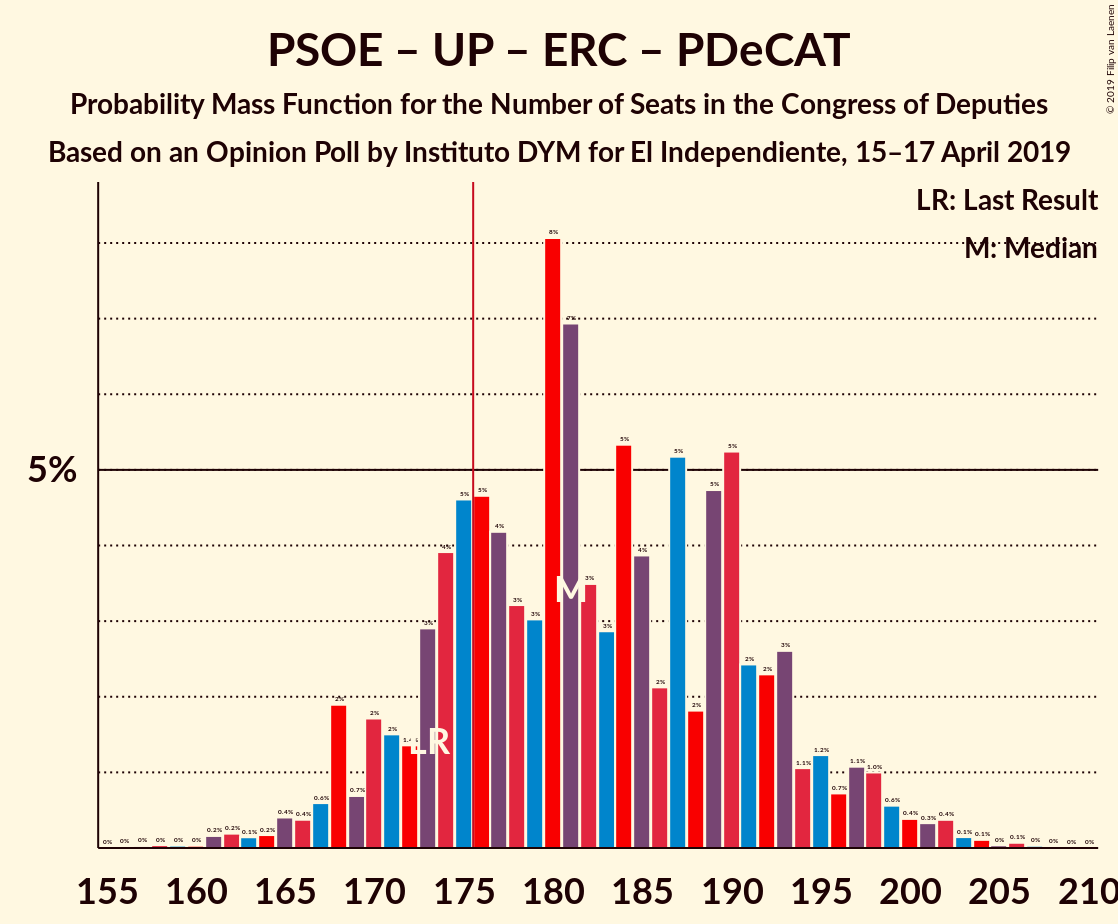 PSOE – UP – ERC – PDeCAT
Probability Mass Function for the Number of Seats in the Congress of Deputies
Based on an Opinion Poll by Instituto DYM for El Independiente, 15–17 April 2019
© 2019 Filip van Laenen
LR: Last Result
M: Median
5%
0% 0% 0% 0% 0% 0% 0.2% 0.2% 0.1% 0.2% 0.4% 0.4% 0.6% 2% 0.7% 2% 2% 3% 4% 5% 5% 4% 3% 3% 8% 7% 3% 3% 5% 4% 2% 5% 2% 5% 5% 2% 2% 3% 1.1% 1.2% 0.7% 1.1% 1.0% 0.6% 0.4% 0.3% 0.4% 0.1% 0.1% 0% 0.1% 0% 0% 0% 0%
M
LR
155 160 165 170 175 180 185 190 195 200 205 210